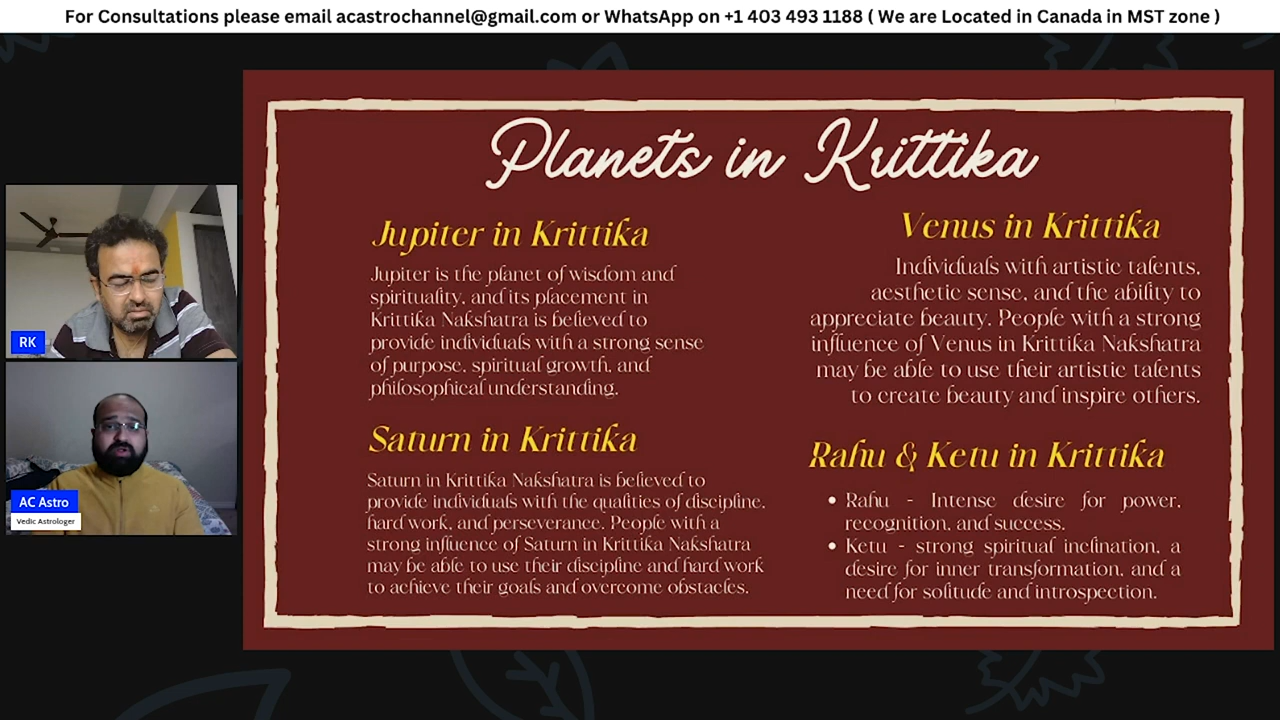 For Consultations please email acastrochannel@gmail.com or WhatsApp on +1 403 493 1188 ( We are Located in Canada in MST zone )
Planets in Krittika
Jupiter in Krittika
Jupiter is the planet of wisdom and
spirituality, and its placement in
Krittika Nakshatra is believed to
provide individuals with a strong sense
of purpose, spiritual growth, and
philosophical understanding.
Saturn in Krittika
Saturn in Krittika Nakshatra is believed to
provide individuals with the qualities of discipline,
hard work, and perseverance. People with a
strong influence of Saturn in Krittika Nakshatra
may be able to use their discipline and hard work
to achieve their goals and overcome obstacles.
Venus in Krittika
Individuals with artistic talents,
aesthetic sense, and the ability to
appreciate beauty. People with a strong
influence of Venus in Krittika Nakshatra
may be able to use their artistic talents
to create beauty and inspire others.
Rahu & Ketu in Krittika
• Rahu - Intense desire for power,
recognition, and success.
• Ketu - strong spiritual inclination, a
desire for inner transformation, and a
need for solitude and introspection.
RK
AC Astro
Vedic Astrologer